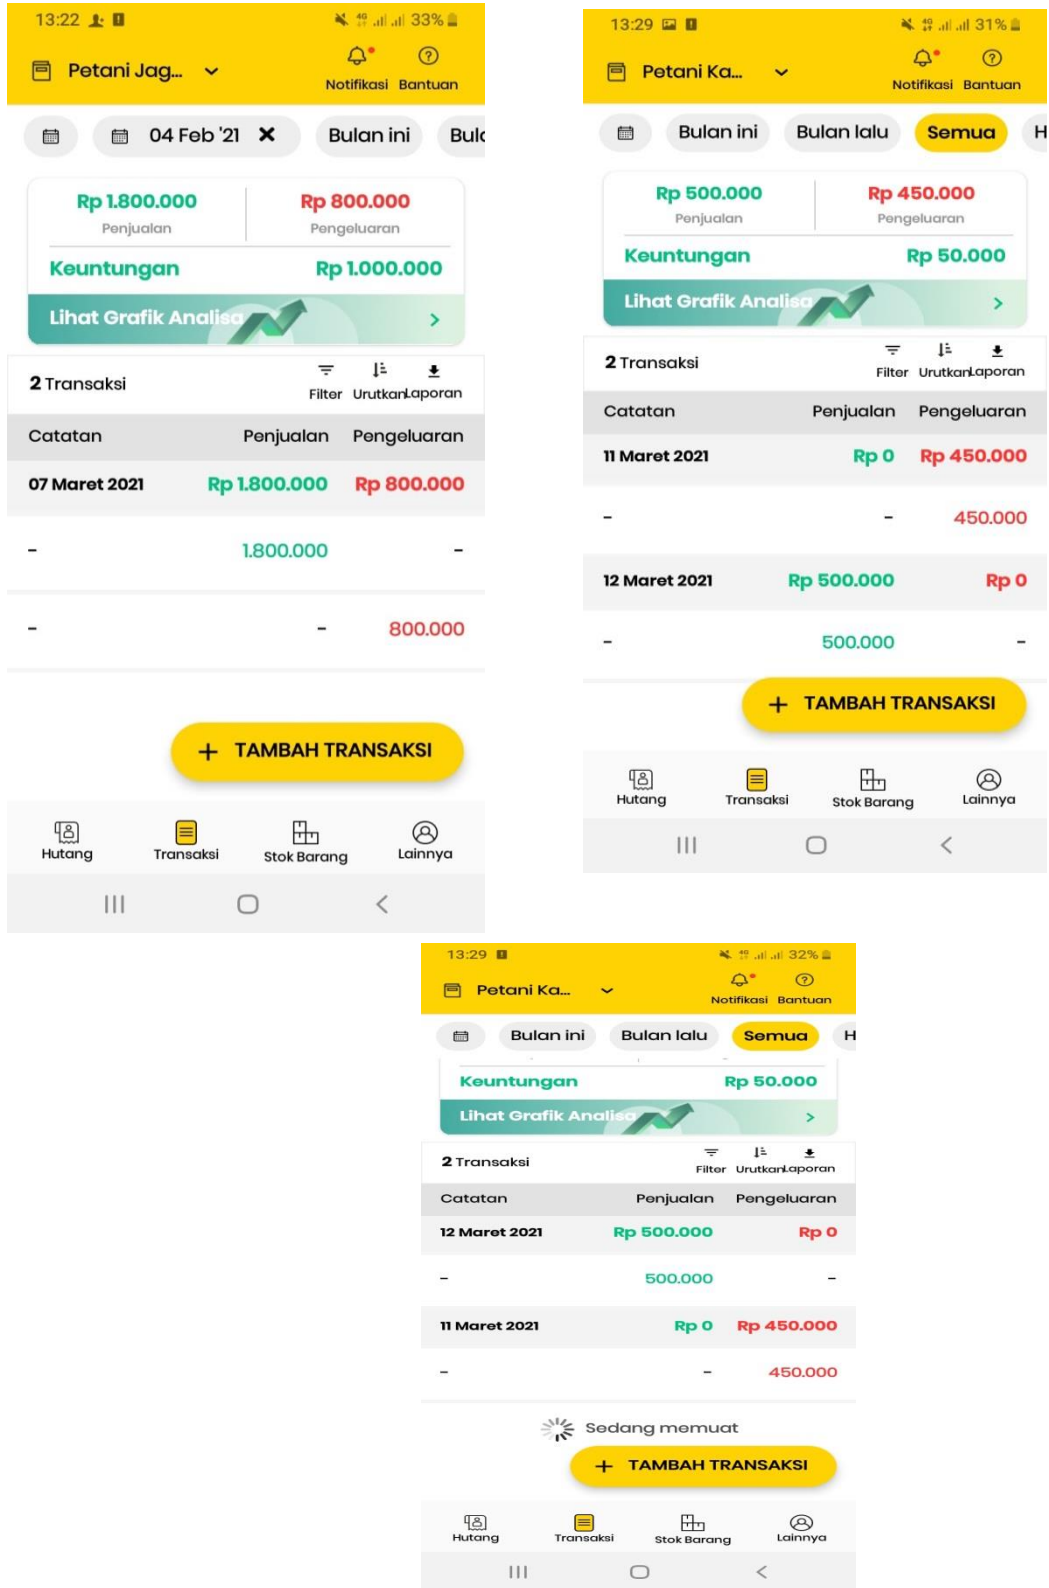 13:22 33%
Petani Jag...
Notifikasi Bantuan
04 Feb '21 Bulan ini
Rp 1.800.000 Rp 800.000
Penjualan Pengeluaran
Keuntungan Rp 1.000.000
Lihat Grafik Analisa
2 Transaksi
Filter Urutkan Laporan
Catatan Penjualan Pengeluaran
07 Maret 2021 Rp 1.800.000 Rp 800.000
- 1.800.000 -
- - 800.000
+ TAMBAH TRANSAKSI
Hutang Transaksi Stok Barang Lainnya
13:29 31%
Petani Ka...
Notifikasi Bantuan
Bulan ini Bulan lalu Semua H
Rp 500.000 Rp 450.000
Penjualan Pengeluaran
Keuntungan Rp 50.000
Lihat Grafik Analisa
2 Transaksi
Filter Urutkan Laporan
Catatan Penjualan Pengeluaran
11 Maret 2021 Rp 0 Rp 450.000
- - 450.000
12 Maret 2021 Rp 500.000 Rp 0
- 500.000 -
+ TAMBAH TRANSAKSI
Hutang Transaksi Stok Barang Lainnya
13:29 32%
Petani Ka...
Notifikasi Bantuan
Bulan ini Bulan lalu Semua H
Keuntungan Rp 50.000
Lihat Grafik Analisa
2 Transaksi
Filter Urutkan Laporan
Catatan Penjualan Pengeluaran
12 Maret 2021 Rp 500.000 Rp 0
- 500.000 -
11 Maret 2021 Rp 0 Rp 450.000
- - 450.000
Sedang memuat
+ TAMBAH TRANSAKSI
Hutang Transaksi Stok Barang Lainnya